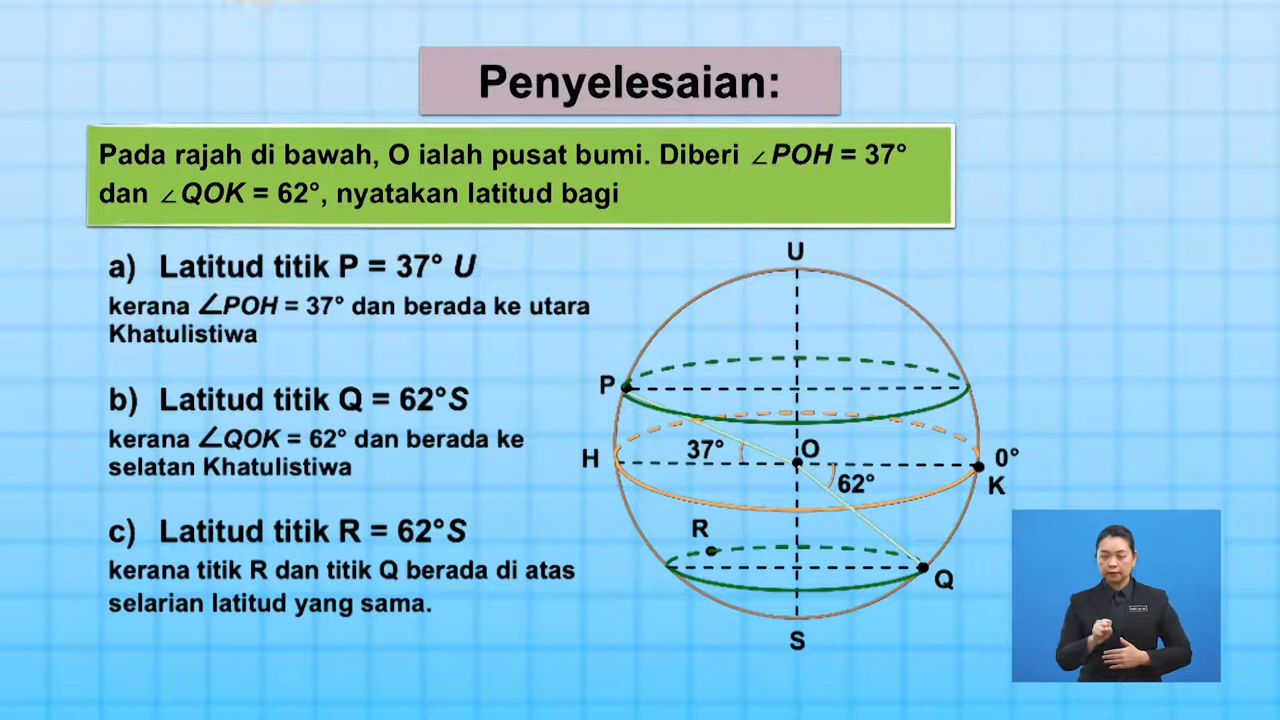 Penyelesaian:
Pada rajah di bawah, O ialah pusat bumi. Diberi ∠POH = 37°
dan ∠QOK = 62°, nyatakan latitud bagi
a) Latitud titik P = 37° U
kerana ∠POH = 37° dan berada ke utara
Khatulistiwa
b) Latitud titik Q = 62°S
kerana ∠QOK = 62° dan berada ke
selatan Khatulistiwa
c) Latitud titik R = 62°S
kerana titik R dan titik Q berada di atas
selarian latitud yang sama.
U
P
H
37°
O
0°
K
62°
R
Q
S